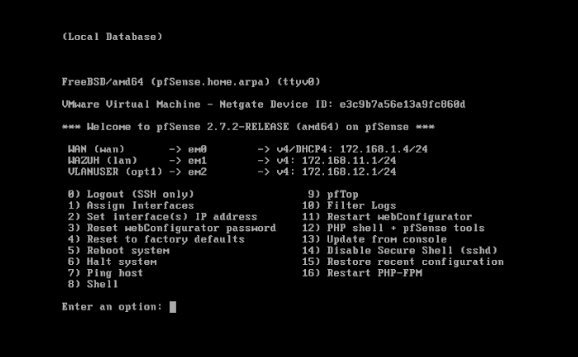 (Local Database)
FreeBSD/amd64 (pfSense.home.arpa) (ttyv0)
VMware Virtual Machine - Netgate Device ID: e3c9b7a56e13a9fc860d
*** Welcome to pfSense 2.7.2-RELEASE (amd64) on pfSense ***
WAN (wan) -> em0 -> v4/DHCP4: 172.168.1.4/24
WAZUH (lan) -> em1 -> v4: 172.168.11.1/24
VLANUSER (opt1) -> em2 -> v4: 172.168.12.1/24
0) Logout (SSH only) 9) pfTop
1) Assign Interfaces 10) Filter Logs
2) Set interface(s) IP address 11) Restart webConfigurator
3) Reset webConfigurator password 12) PHP shell + pfSense tools
4) Reset to factory defaults 13) Update from console
5) Reboot system 14) Disable Secure Shell (sshd)
6) Halt system 15) Restore recent configuration
7) Ping host 16) Restart PHP-FPM
8) Shell
Enter an option: